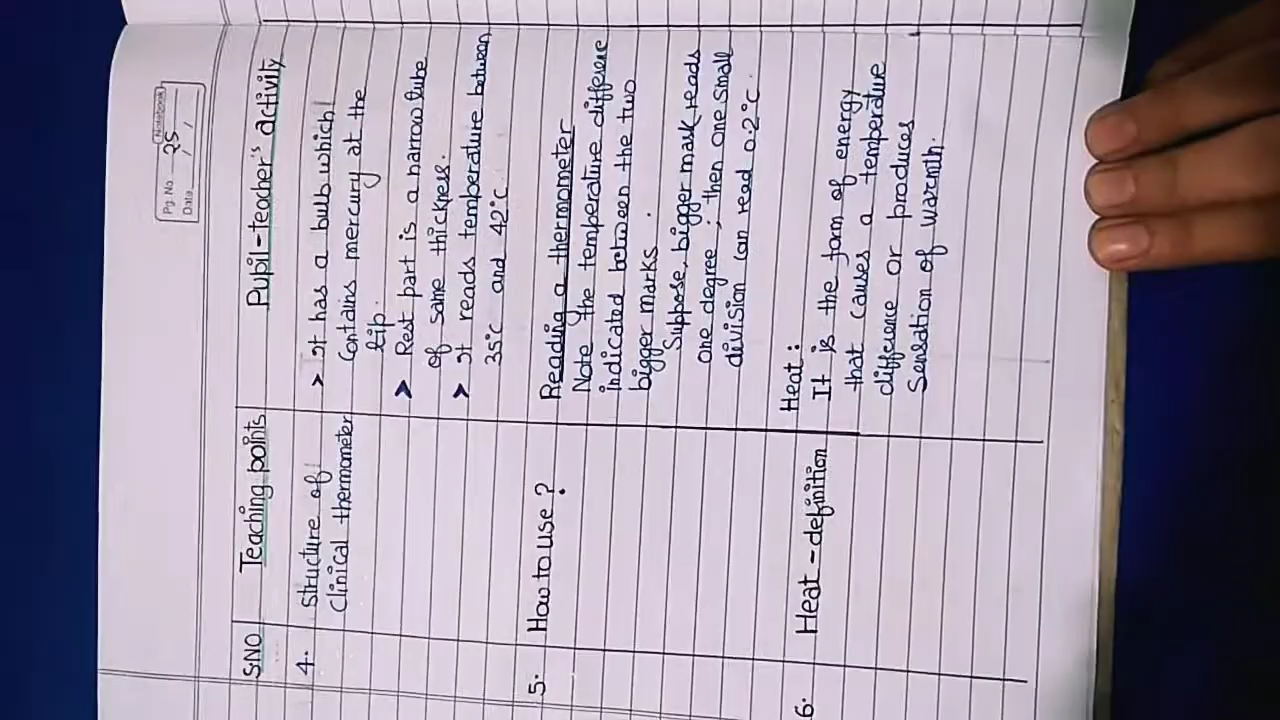 Notebook
Pg. No 25
Date / /
S.NO Teaching points Pupil-teacher's activity
4. Structure of
Clinical thermometer
> It has a bulb which
Contains mercury at the
tip.
> Rest part is a narrow tube
of same thickness.
> It reads temperature between
35°C and 42°C
5. How to use?
Reading a thermometer
Note the temperature difference
indicated between the two
bigger marks.
Suppose, bigger mask reads
one degree; then one small
division can read 0.2°C.
6. Heat-definition
Heat:
It is the form of energy
that causes a temperature
difference or produces
Sensation of warmth.